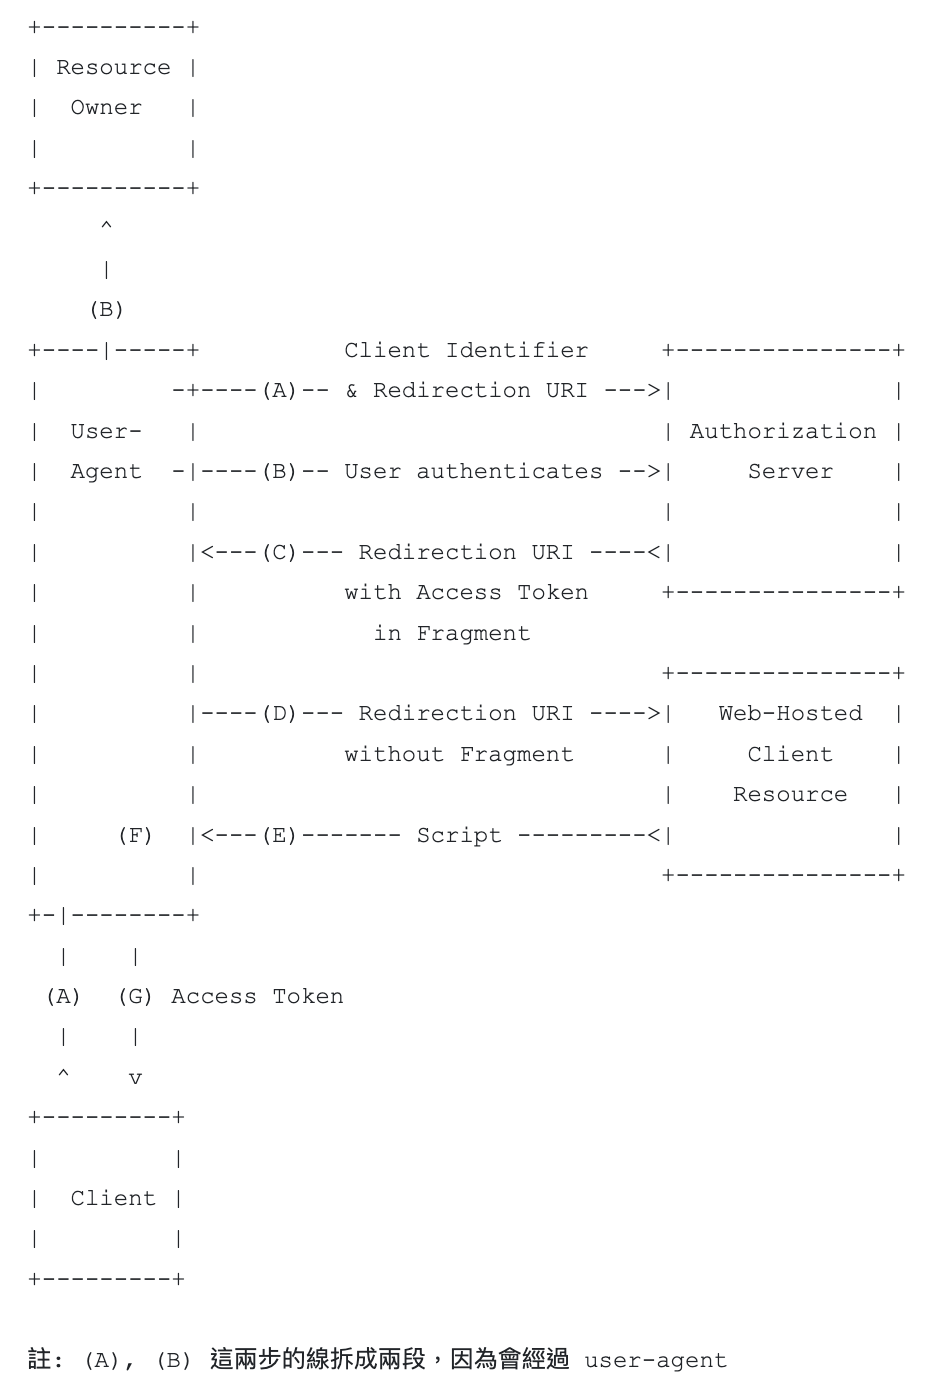 +----------+
| Resource |
|  Owner   |
|          |
+----------+
     ^
     |
    (B)
+----|-----+          Client Identifier     +---------------+
|         -+----(A)-- & Redirection URI --->|               |
|  User-   |                                | Authorization |
|  Agent  -|----(B)-- User authenticates -->|     Server    |
|          |                                |               |
|          |<---(C)--- Redirection URI ----<|               |
|          |          with Access Token     +---------------+
|          |            in Fragment
|          |                                +---------------+
|          |----(D)--- Redirection URI ---->|   Web-Hosted  |
|          |          without Fragment      |     Client    |
|          |                                |    Resource   |
|     (F)  |<---(E)------- Script ---------<|               |
|          |                                +---------------+
+-|--------+
  |    |
 (A)  (G) Access Token
  |    |
  ^    v
+---------+
|         |
|  Client |
|         |
+---------+
註: (A), (B) 這兩步的線拆成兩段，因為會經過 user-agent